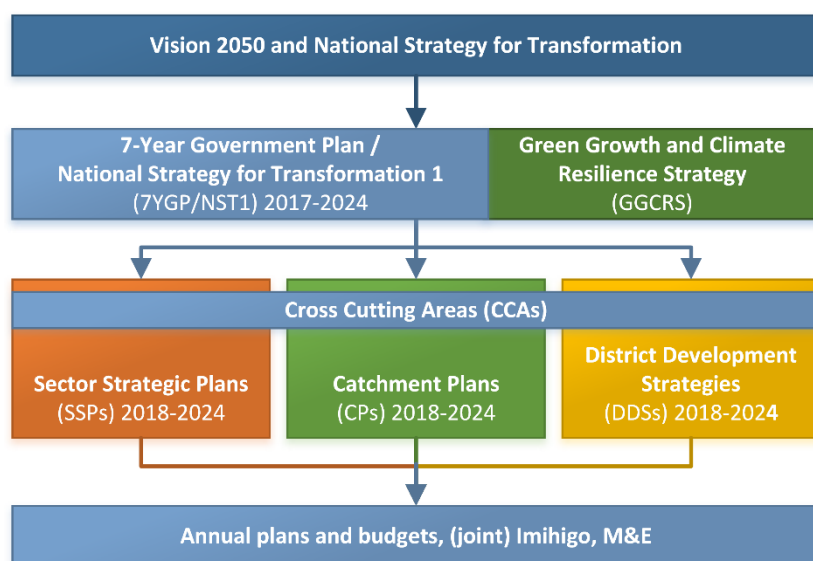 Vision 2050 and National Strategy for Transformation
7-Year Government Plan /
National Strategy for Transformation 1
(7YGP/NST1) 2017-2024
Green Growth and Climate
Resilience Strategy
(GGCRS)
Cross Cutting Areas (CCAs)
Sector Strategic Plans
(SSPs) 2018-2024
Catchment Plans
(CPs) 2018-2024
District Development
Strategies
(DDSs) 2018-2024
Annual plans and budgets, (joint) Imihigo, M&E